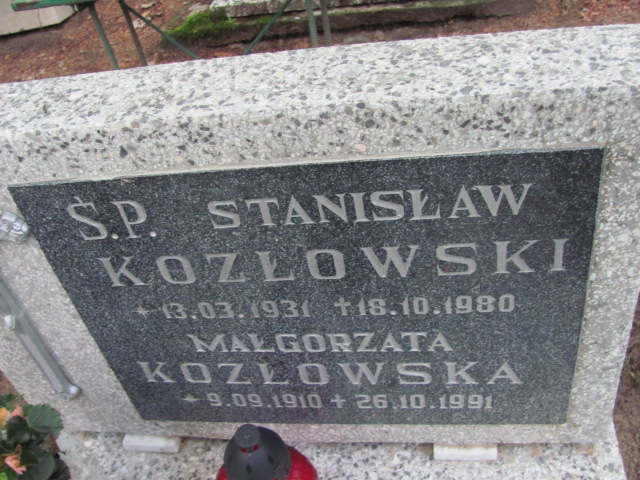 Ś.P. STANISŁAW
KOZŁOWSKI
* 13.03.1931 +18.10.1980
MAŁGORZATA
KOZŁOWSKA
* 9.09.1910 + 26.10.1991